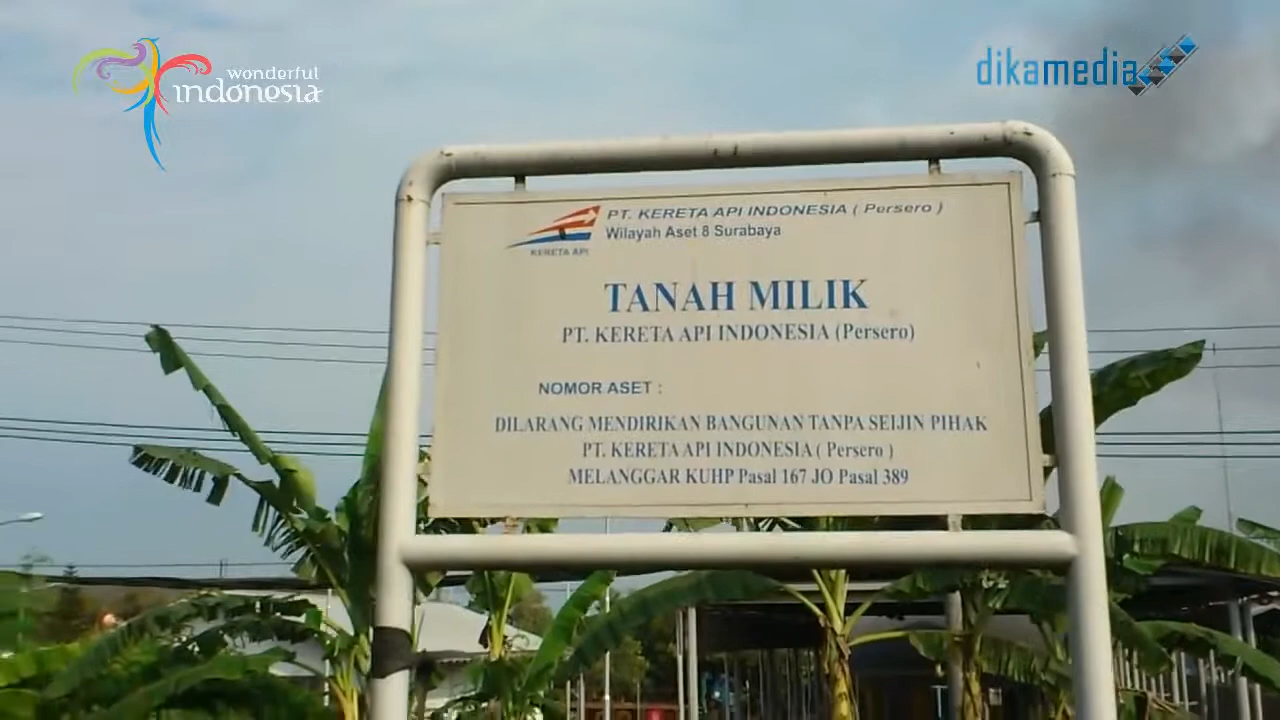 wonderful
indonesia
dikamedia
PT. KERETA API INDONESIA ( Persero )
Wilayah Aset 8 Surabaya
KERETA API
TANAH MILIK
PT. KERETA API INDONESIA (Persero)
NOMOR ASET :
DILARANG MENDIRIKAN BANGUNAN TANPA SEIJIN PIHAK
PT. KERETA API INDONESIA ( Persero )
MELANGGAR KUHP Pasal 167 JO Pasal 389